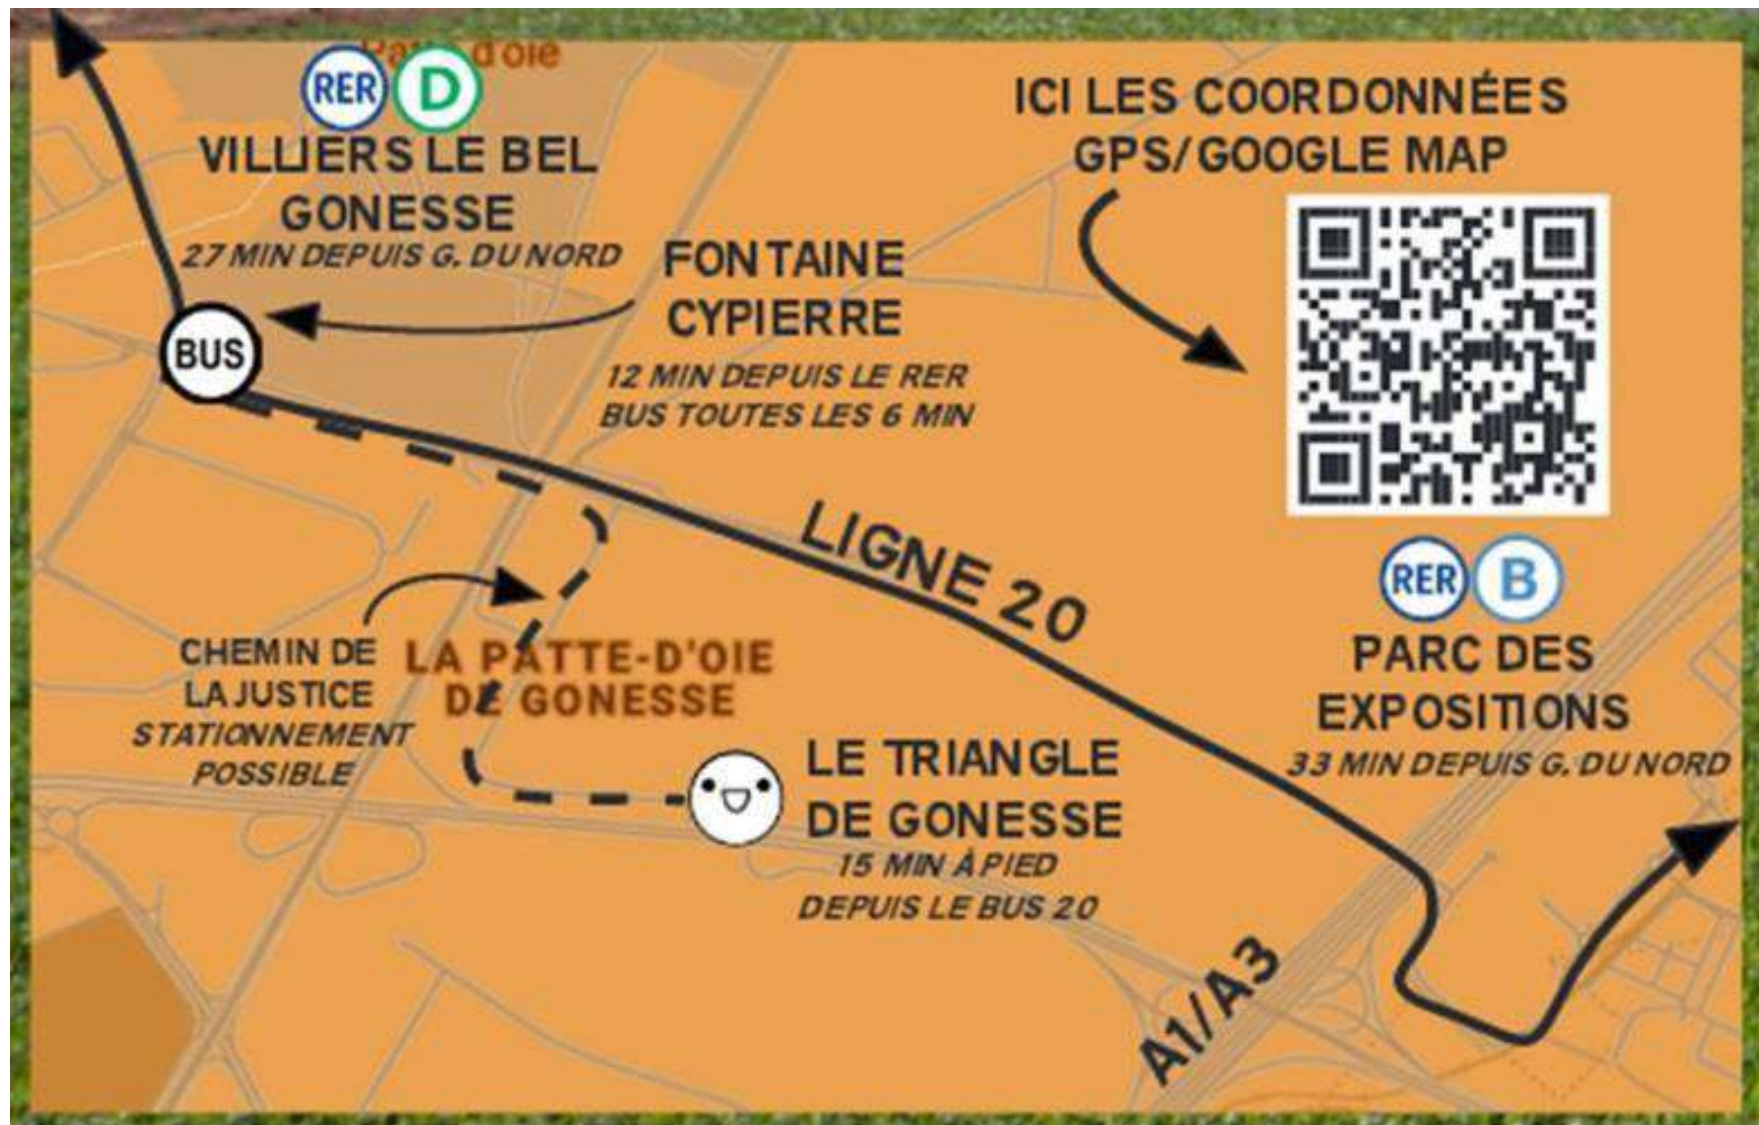 Patte d'oie
RER D
VILLIERS LE BEL
GONESSE
27 MIN DEPUIS G. DU NORD
ICI LES COORDONNÉES
GPS/GOOGLE MAP
FONTAINE
CYPIERRE
12 MIN DEPUIS LE RER
BUS TOUTES LES 6 MIN
BUS
LIGNE 20
RER B
PARC DES
EXPOSITIONS
33 MIN DEPUIS G. DU NORD
CHEMIN DE
LA JUSTICE
STATIONNEMENT
POSSIBLE
LA PATTE-D'OIE
DE GONESSE
LE TRIANGLE
DE GONESSE
15 MIN À PIED
DEPUIS LE BUS 20
A1/A3